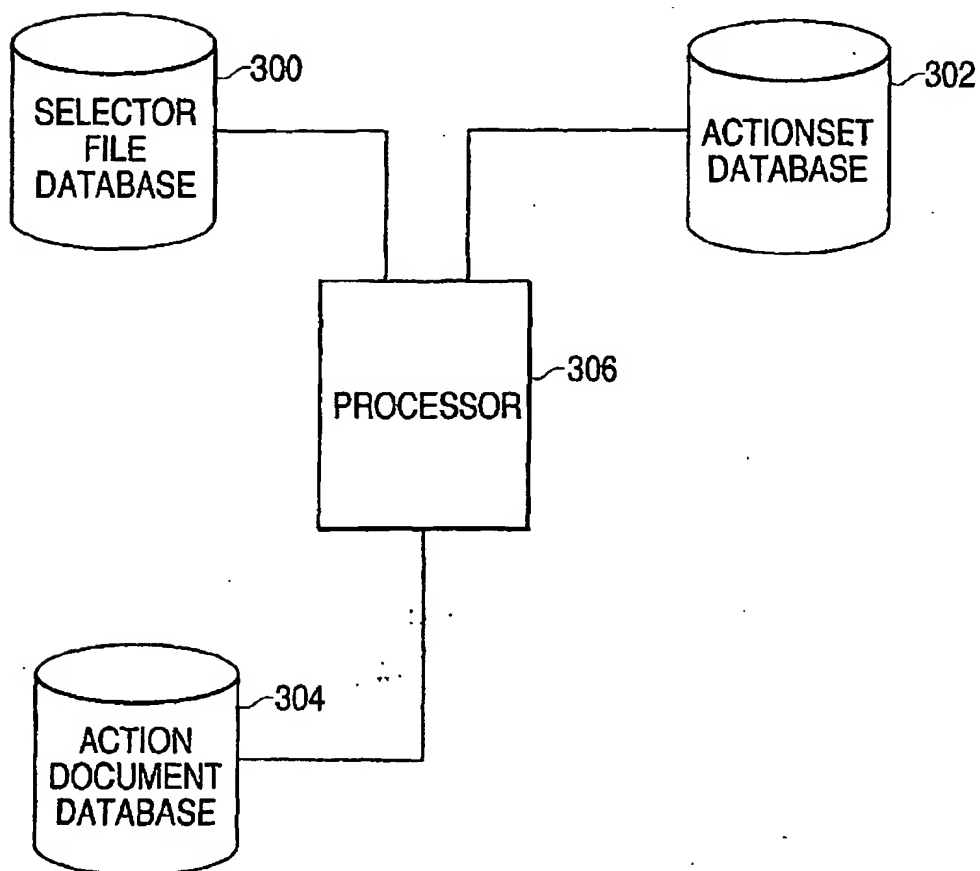 300
SELECTOR
FILE
DATABASE
302
ACTIONSET
DATABASE
306
PROCESSOR
304
ACTION
DOCUMENT
DATABASE